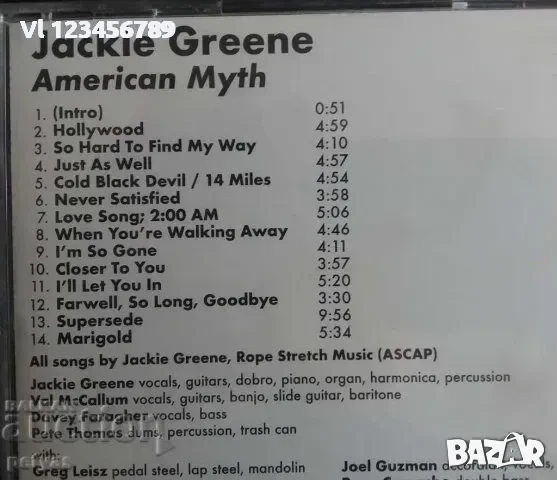 Vl 123456789
Jackie Greene
American Myth
1. (Intro) 0:51
2. Hollywood 4:59
3. So Hard To Find My Way 4:10
4. Just As Well 4:57
5. Cold Black Devil / 14 Miles 4:54
6. Never Satisfied 3:58
7. Love Song; 2:00 AM 5:06
8. When You're Walking Away 4:46
9. I'm So Gone 4:11
10. Closer To You 3:57
11. I'll Let You In 5:20
12. Farwell, So Long, Goodbye 3:30
13. Supersede 9:56
14. Marigold 5:34
All songs by Jackie Greene, Rope Stretch Music (ASCAP)
Jackie Greene vocals, guitars, dobro, piano, organ, harmonica, percussion
Val McCallum vocals, guitars, banjo, slide guitar, baritone
Davey Faragher vocals, bass
Pete Thomas dums, percussion, trash can
with:
Greg Leisz pedal steel, lap steel, mandolin
Joel Guzman accordian, vocals,
double bass
BAZAR